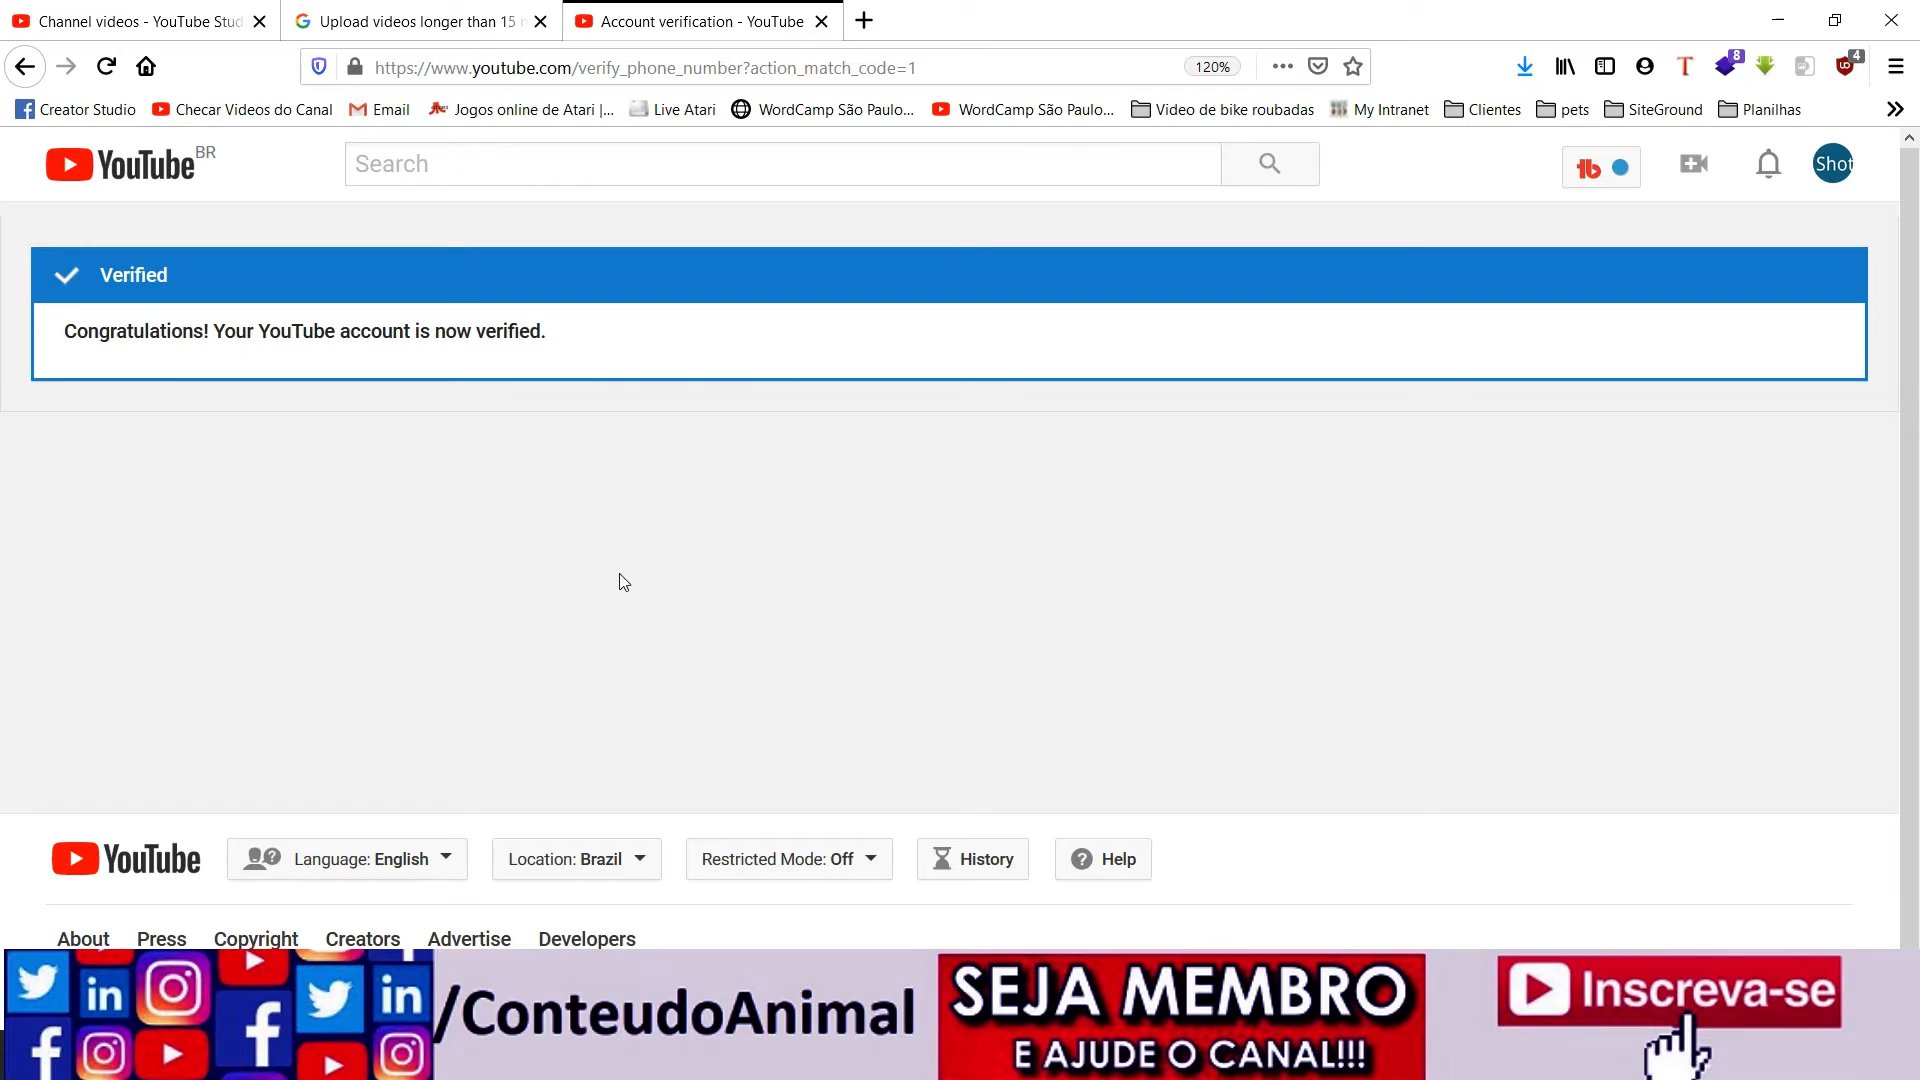 Channel videos - YouTube Stud
Upload videos longer than 15 m
Account verification - YouTube
https://www.youtube.com/verify_phone_number?action_match_code=1
120%
8
4
Creator Studio
Checar Videos do Canal
Email
Jogos online de Atari |...
Live Atari
WordCamp São Paulo...
WordCamp São Paulo...
Video de bike roubadas
My Intranet
Clientes
pets
SiteGround
Planilhas
YouTube BR
Search
tb
Shot
Verified
Congratulations! Your YouTube account is now verified.
YouTube
Language: English
Location: Brazil
Restricted Mode: Off
History
Help
About Press Copyright Creators Advertise Developers
/ConteudoAnimal
SEJA MEMBRO
E AJUDE O CANAL!!!
Inscreva-se